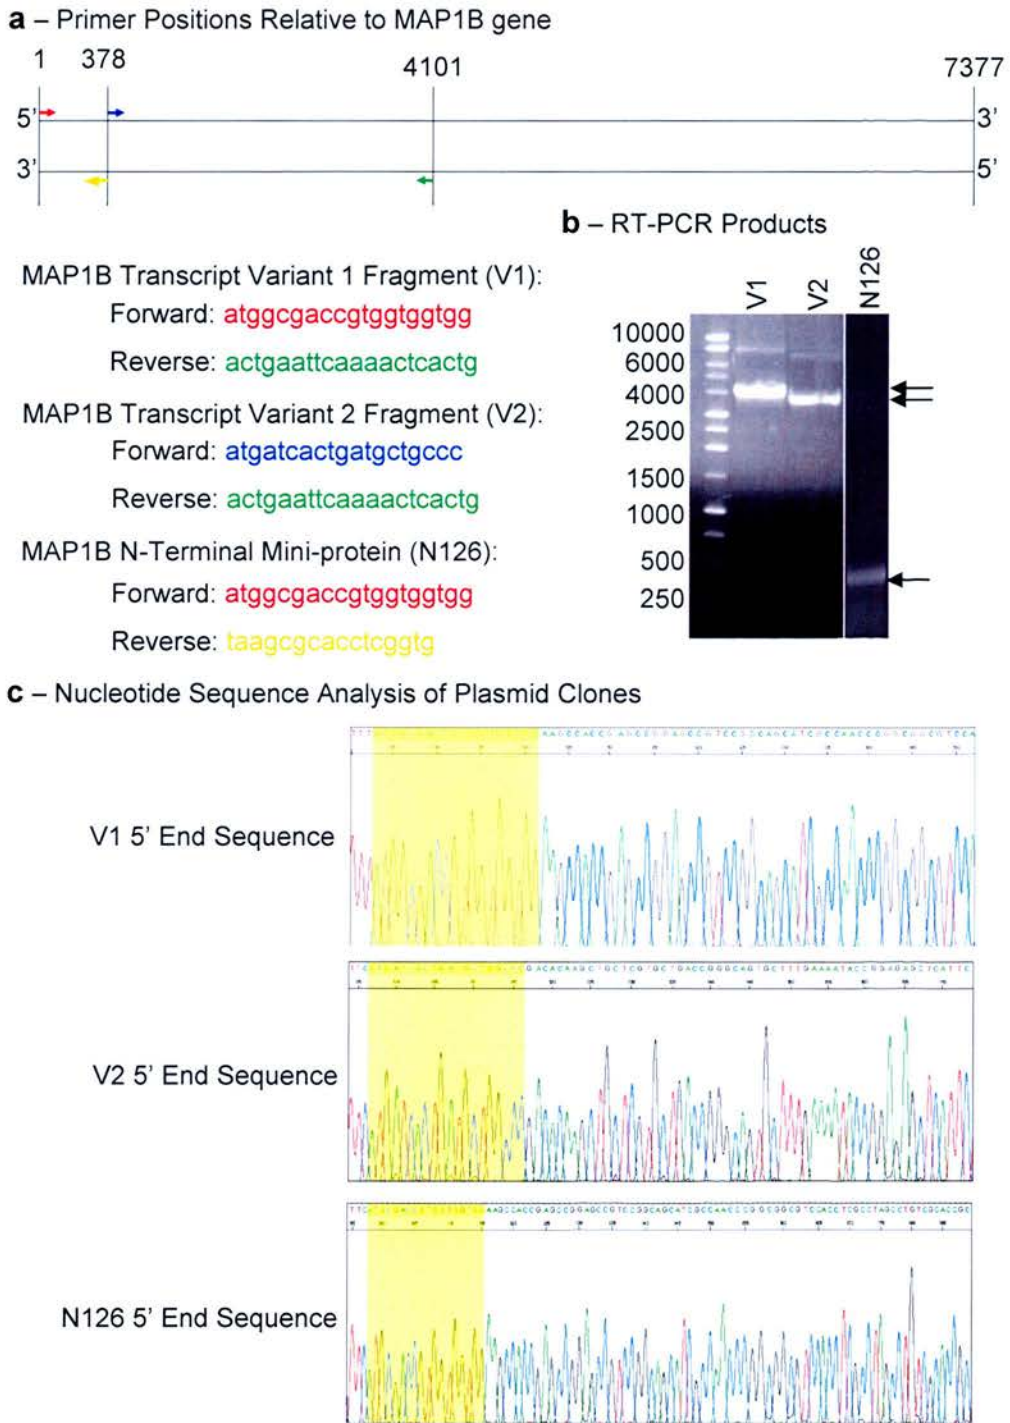 a – Primer Positions Relative to MAP1B gene
1 378 4101 7377
5' 3'
3' 5'
MAP1B Transcript Variant 1 Fragment (V1):
Forward: atggcgaccgtggtggtgg
Reverse: actgaattcaaaactcactg
MAP1B Transcript Variant 2 Fragment (V2):
Forward: atgatcactgatgctgccc
Reverse: actgaattcaaaactcactg
MAP1B N-Terminal Mini-protein (N126):
Forward: atggcgaccgtggtggtgg
Reverse: taagcgcacctcggtg
b – RT-PCR Products
V1 V2 N126
10000
6000
4000
2500
1500
1000
500
250
c – Nucleotide Sequence Analysis of Plasmid Clones
V1 5' End Sequence
V2 5' End Sequence
N126 5' End Sequence